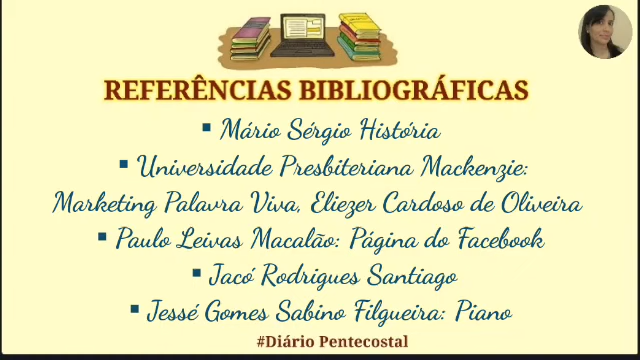 REFERÊNCIAS BIBLIOGRÁFICAS
▪ Mário Sérgio História
▪ Universidade Presbiteriana Mackenzie:
Marketing Palavra Viva, Eliezer Cardoso de Oliveira
▪ Paulo Leivas Macalão: Página do Facebook
▪ Jacó Rodrigues Santiago
▪ Jessé Gomes Sabino Filgueira: Piano
#Diário Pentecostal